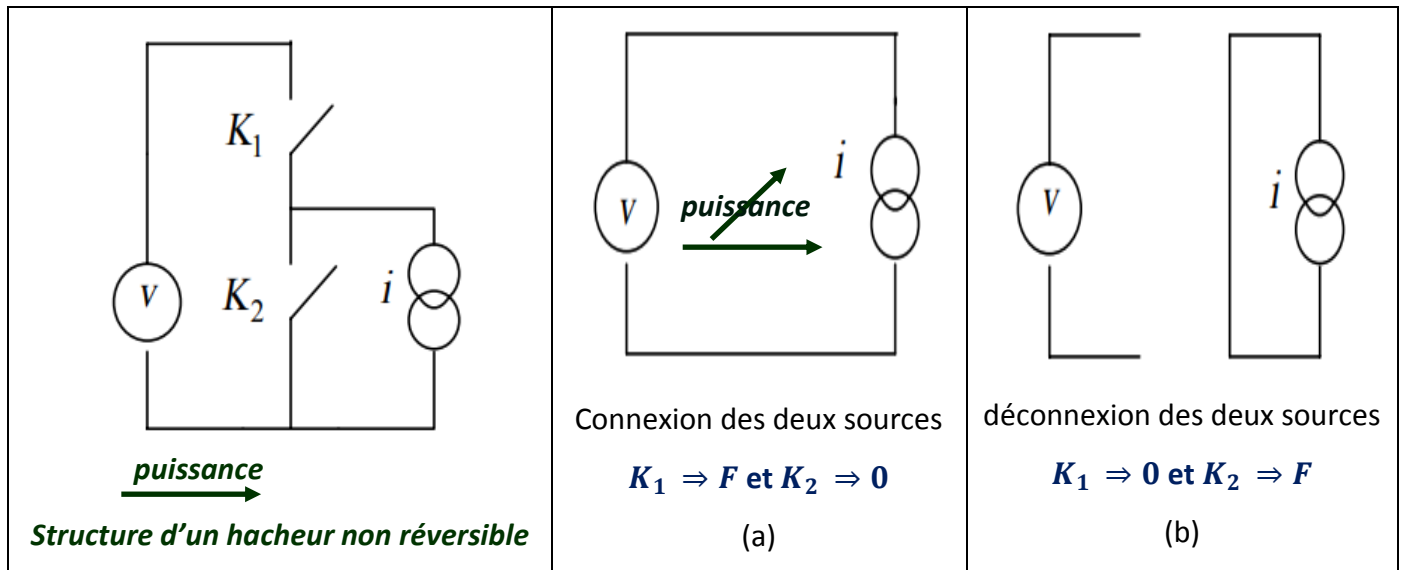 K₁
K₂
v
i
puissance
Structure d’un hacheur non réversible
v
puissance
i
Connexion des deux sources
K₁ ⇒ F et K₂ ⇒ 0
(a)
v
i
déconnexion des deux sources
K₁ ⇒ 0 et K₂ ⇒ F
(b)